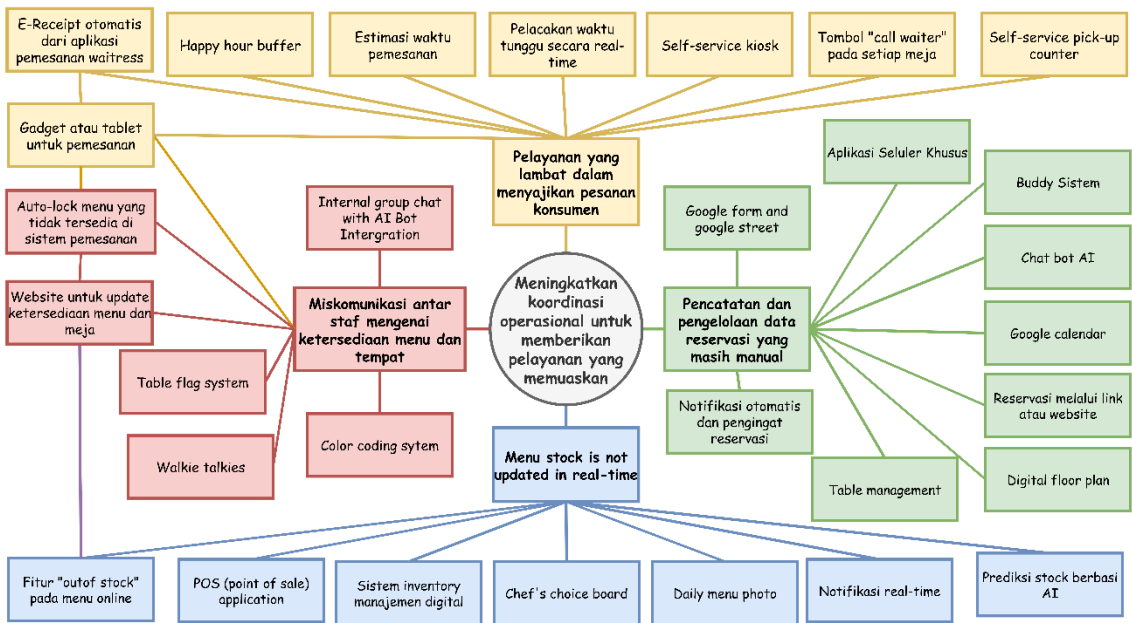 E-Receipt otomatis
dari aplikasi
pemesanan waitress
Happy hour buffer
Estimasi waktu
pemesanan
Pelacakan waktu
tunggu secara real-
time
Self-service kiosk
Tombol "call waiter"
pada setiap meja
Self-service pick-up
counter
Gadget atau tablet
untuk pemesanan
Pelayanan yang
lambat dalam
menyajikan pesanan
konsumen
Aplikasi Seluler Khusus
Buddy Sistem
Auto-lock menu yang
tidak tersedia di
sistem pemesanan
Internal group chat
with AI Bot
Intergration
Google form and
google street
Chat bot AI
Website untuk update
ketersediaan menu dan
meja
Miskomunikasi antar
staf mengenai
ketersediaan menu dan
tempat
Meningkatkan
koordinasi
operasional untuk
memberikan
pelayanan yang
memuaskan
Pencatatan dan
pengelolaan data
reservasi yang
masih manual
Google calendar
Table flag system
Notifikasi otomatis
dan pengingat
reservasi
Reservasi melalui link
atau website
Walkie talkies
Color coding sytem
Menu stock is not
updated in real-time
Table management
Digital floor plan
Fitur "outof stock"
pada menu online
POS (point of sale)
application
Sistem inventory
manajemen digital
Chef's choice board
Daily menu photo
Notifikasi real-time
Prediksi stock berbasi
AI